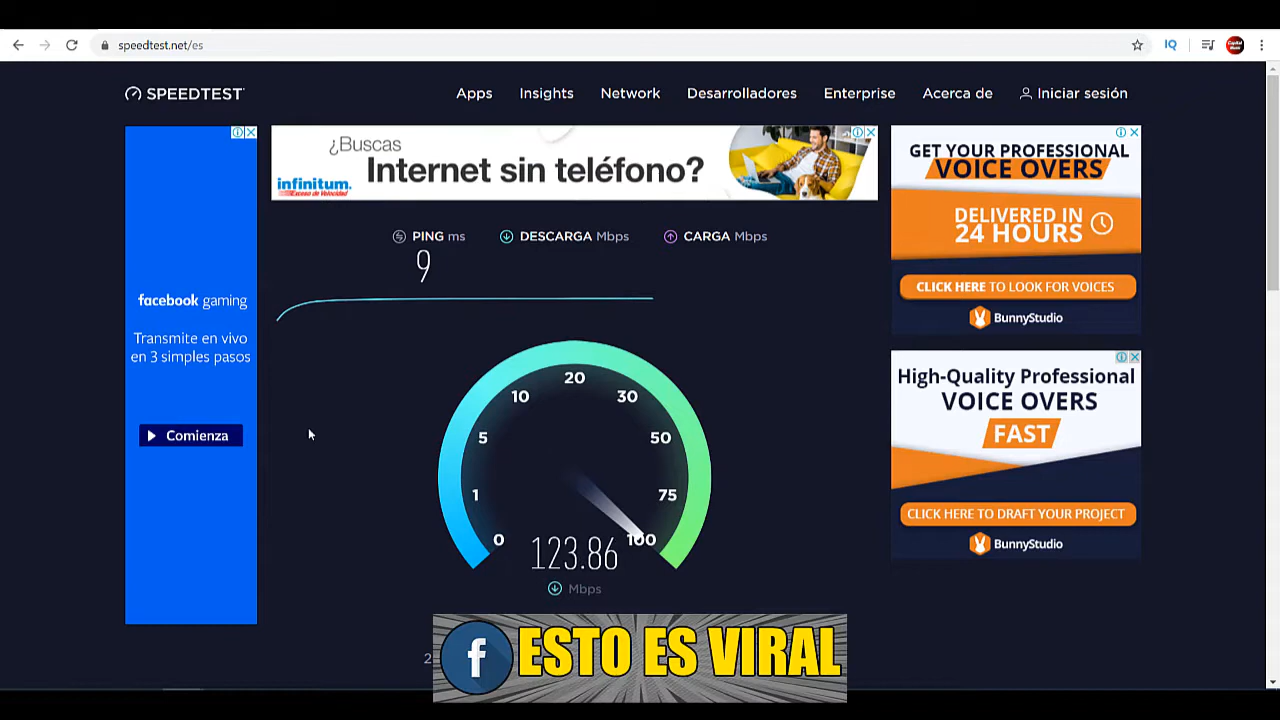 speedtest.net/es
IQ
SPEEDTEST
Apps
Insights
Network
Desarrolladores
Enterprise
Acerca de
Iniciar sesión
facebook gaming
Transmite en vivo
en 3 simples pasos
Comienza
¿Buscas
Internet sin teléfono?
infinitum.
PING ms
DESCARGA Mbps
CARGA Mbps
9
0
1
5
10
20
30
50
75
100
123.86
Mbps
2
ESTO ES VIRAL
GET YOUR PROFESSIONAL
VOICE OVERS
DELIVERED IN
24 HOURS
CLICK HERE TO LOOK FOR VOICES
BunnyStudio
High-Quality Professional
VOICE OVERS
FAST
CLICK HERE TO DRAFT YOUR PROJECT
BunnyStudio